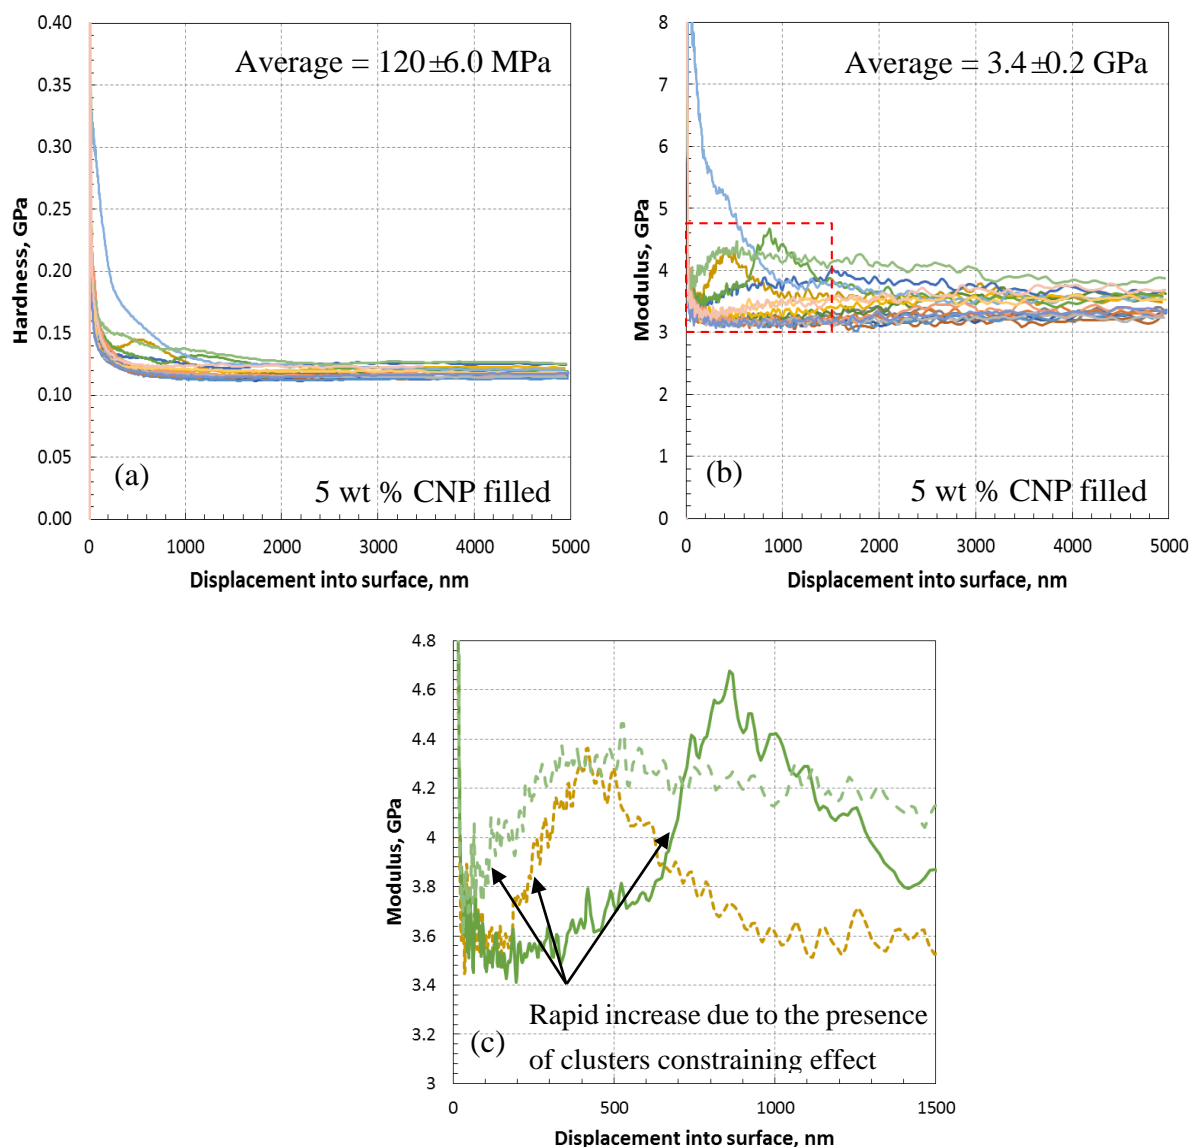 0.40
0.35
0.30
0.25
0.20
0.15
0.10
0.05
0.00
Hardness, GPa
Average = 120±6.0 MPa
(a)
5 wt % CNP filled
0 1000 2000 3000 4000 5000
Displacement into surface, nm
8
7
6
5
4
3
2
1
0
Modulus, GPa
Average = 3.4±0.2 GPa
(b)
5 wt % CNP filled
0 1000 2000 3000 4000 5000
Displacement into surface, nm
4.8
4.6
4.4
4.2
4
3.8
3.6
3.4
3.2
3
Modulus, GPa
Rapid increase due to the presence
of clusters constraining effect
(c)
0 500 1000 1500
Displacement into surface, nm